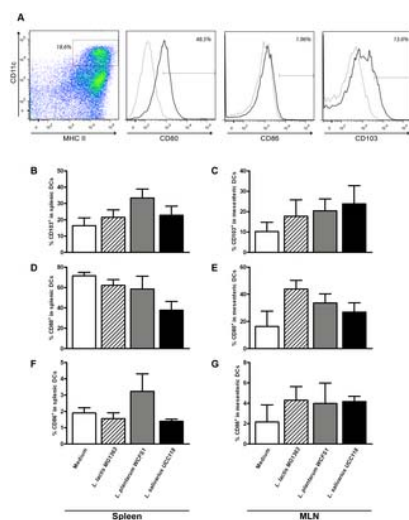 A
18.6%
48.5%
7.96%
73.6%
CD11c
MHC II
CD80
CD86
CD103
B
C
% CD103+ in splenic DCs
% CD103+ in mesenteric DCs
D
E
% CD80+ in splenic DCs
% CD80+ in mesenteric DCs
F
G
% CD86+ in splenic DCs
% CD86+ in mesenteric DCs
Medium
L. lactis MG1363
L. plantarum WCFS1
L. salivarius UCC118
Medium
L. lactis MG1363
L. plantarum WCFS1
L. salivarius UCC118
Spleen
MLN